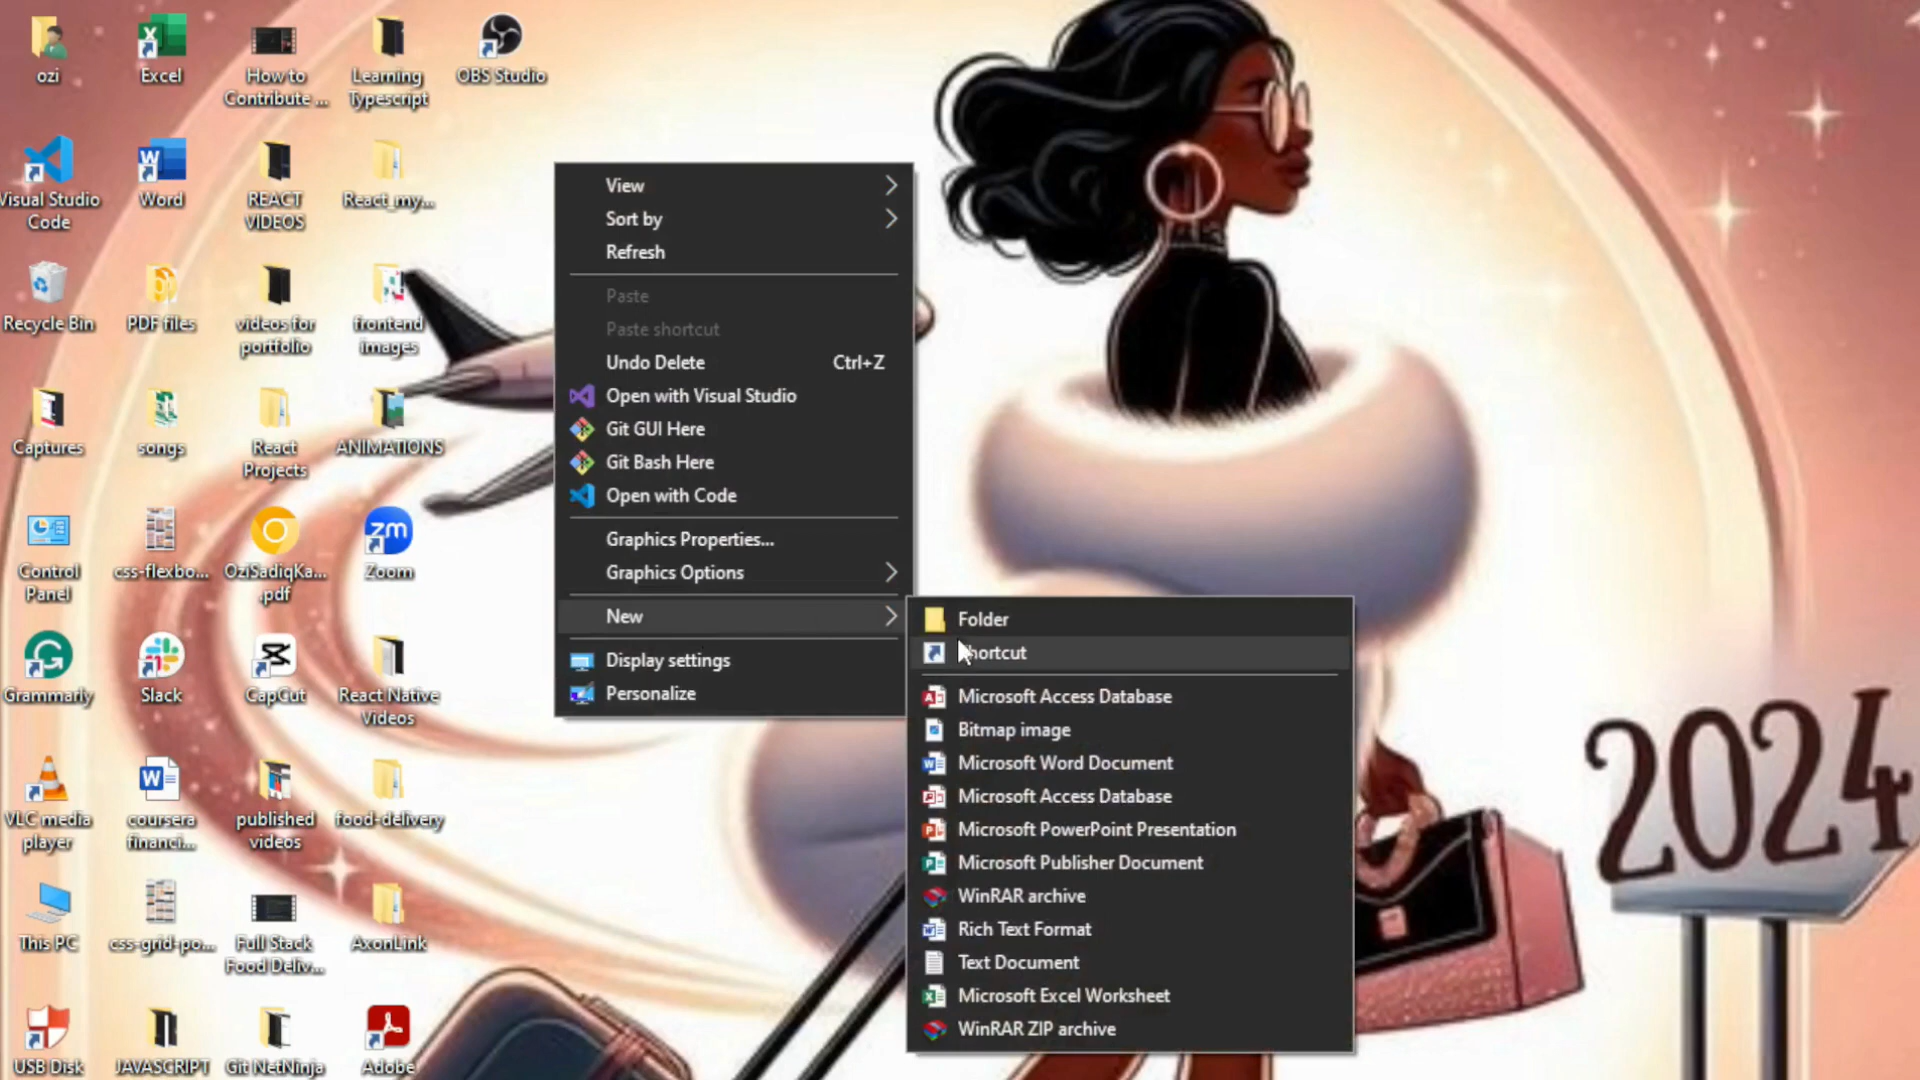 ozi
Excel
How to
Contribute ...
Learning
Typescript
OBS Studio
Visual Studio
Code
Word
REACT
VIDEOS
React_my...
Recycle Bin
PDF files
videos for
portfolio
frontend
images
Captures
songs
React
Projects
ANIMATIONS
Control
Panel
css-flexbo...
OziSadiqKa...
.pdf
zm
Zoom
Grammarly
Slack
CapCut
React Native
Videos
VLC media
player
coursera
financi...
published
videos
food-delivery
This PC
css-grid-po...
Full Stack
Food Deliv...
AxonLink
USB Disk
JAVASCRIPT
Git NetNinja
Adobe
View
Sort by
Refresh
Paste
Paste shortcut
Undo Delete Ctrl+Z
Open with Visual Studio
Git GUI Here
Git Bash Here
Open with Code
Graphics Properties...
Graphics Options
New
Display settings
Personalize
Folder
hortcut
Microsoft Access Database
Bitmap image
Microsoft Word Document
Microsoft Access Database
Microsoft PowerPoint Presentation
Microsoft Publisher Document
WinRAR archive
Rich Text Format
Text Document
Microsoft Excel Worksheet
WinRAR ZIP archive
2024